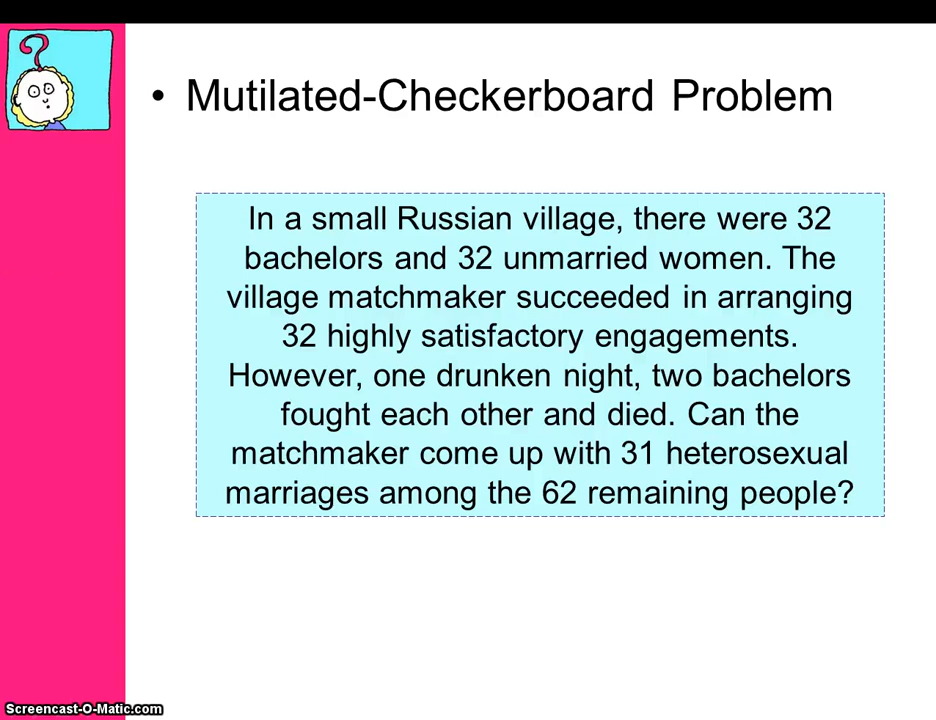 ?
• Mutilated-Checkerboard Problem
In a small Russian village, there were 32
bachelors and 32 unmarried women. The
village matchmaker succeeded in arranging
32 highly satisfactory engagements.
However, one drunken night, two bachelors
fought each other and died. Can the
matchmaker come up with 31 heterosexual
marriages among the 62 remaining people?
Screencast-O-Matic.com